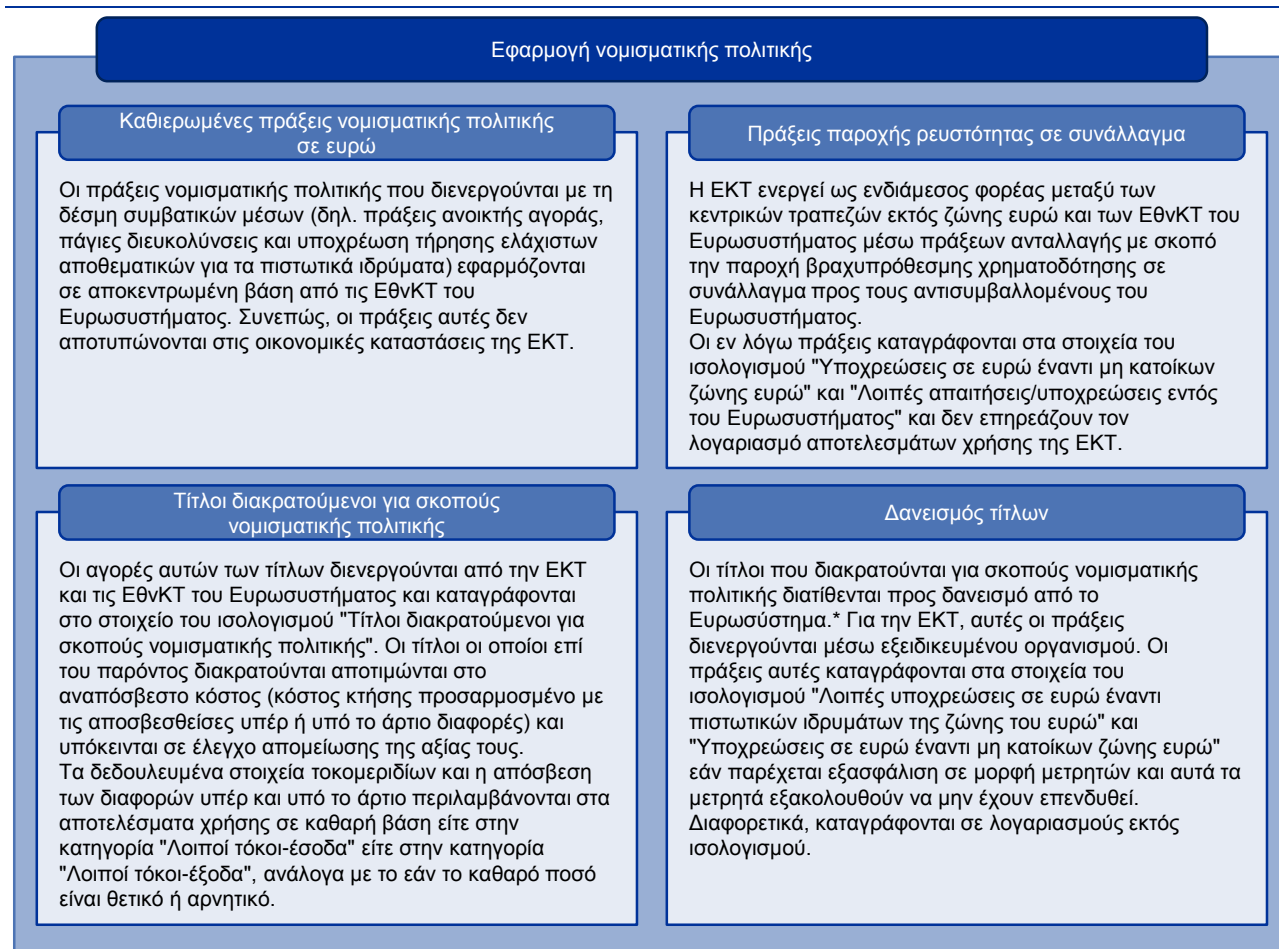 Εφαρμογή νομισματικής πολιτικής
Καθιερωμένες πράξεις νομισματικής πολιτικής
σε ευρώ
Οι πράξεις νομισματικής πολιτικής που διενεργούνται με τη
δέσμη συμβατικών μέσων (δηλ. πράξεις ανοικτής αγοράς,
πάγιες διευκολύνσεις και υποχρέωση τήρησης ελάχιστων
αποθεματικών για τα πιστωτικά ιδρύματα) εφαρμόζονται
σε αποκεντρωμένη βάση από τις ΕθνΚΤ του
Ευρωσυστήματος. Συνεπώς, οι πράξεις αυτές δεν
αποτυπώνονται στις οικονομικές καταστάσεις της ΕΚΤ.
Πράξεις παροχής ρευστότητας σε συνάλλαγμα
Η ΕΚΤ ενεργεί ως ενδιάμεσος φορέας μεταξύ των
κεντρικών τραπεζών εκτός ζώνης ευρώ και των ΕθνΚΤ του
Ευρωσυστήματος μέσω πράξεων ανταλλαγής με σκοπό
την παροχή βραχυπρόθεσμης χρηματοδότησης σε
συνάλλαγμα προς τους αντισυμβαλλομένους του
Ευρωσυστήματος.
Οι εν λόγω πράξεις καταγράφονται στα στοιχεία του
ισολογισμού "Υποχρεώσεις σε ευρώ έναντι μη κατοίκων
ζώνης ευρώ" και "Λοιπές απαιτήσεις/υποχρεώσεις εντός
του Ευρωσυστήματος" και δεν επηρεάζουν τον
λογαριασμό αποτελεσμάτων χρήσης της ΕΚΤ.
Τίτλοι διακρατούμενοι για σκοπούς
νομισματικής πολιτικής
Οι αγορές αυτών των τίτλων διενεργούνται από την ΕΚΤ
και τις ΕθνΚΤ του Ευρωσυστήματος και καταγράφονται
στο στοιχείο του ισολογισμού "Τίτλοι διακρατούμενοι για
σκοπούς νομισματικής πολιτικής". Οι τίτλοι οι οποίοι επί
του παρόντος διακρατούνται αποτιμώνται στο
αναπόσβεστο κόστος (κόστος κτήσης προσαρμοσμένο με
τις αποσβεσθείσες υπέρ ή υπό το άρτιο διαφορές) και
υπόκεινται σε έλεγχο απομείωσης της αξίας τους.
Τα δεδουλευμένα στοιχεία τοκομεριδίων και η απόσβεση
των διαφορών υπέρ και υπό το άρτιο περιλαμβάνονται στα
αποτελέσματα χρήσης σε καθαρή βάση είτε στην
κατηγορία "Λοιποί τόκοι-έσοδα" είτε στην κατηγορία
"Λοιποί τόκοι-έξοδα", ανάλογα με το εάν το καθαρό ποσό
είναι θετικό ή αρνητικό.
Δανεισμός τίτλων
Οι τίτλοι που διακρατούνται για σκοπούς νομισματικής
πολιτικής διατίθενται προς δανεισμό από το
Ευρωσύστημα.* Για την ΕΚΤ, αυτές οι πράξεις
διενεργούνται μέσω εξειδικευμένου οργανισμού. Οι
πράξεις αυτές καταγράφονται στα στοιχεία του
ισολογισμού "Λοιπές υποχρεώσεις σε ευρώ έναντι
πιστωτικών ιδρυμάτων της ζώνης του ευρώ" και
"Υποχρεώσεις σε ευρώ έναντι μη κατοίκων ζώνης ευρώ"
εάν παρέχεται εξασφάλιση σε μορφή μετρητών και αυτά τα
μετρητά εξακολουθούν να μην έχουν επενδυθεί.
Διαφορετικά, καταγράφονται σε λογαριασμούς εκτός
ισολογισμού.